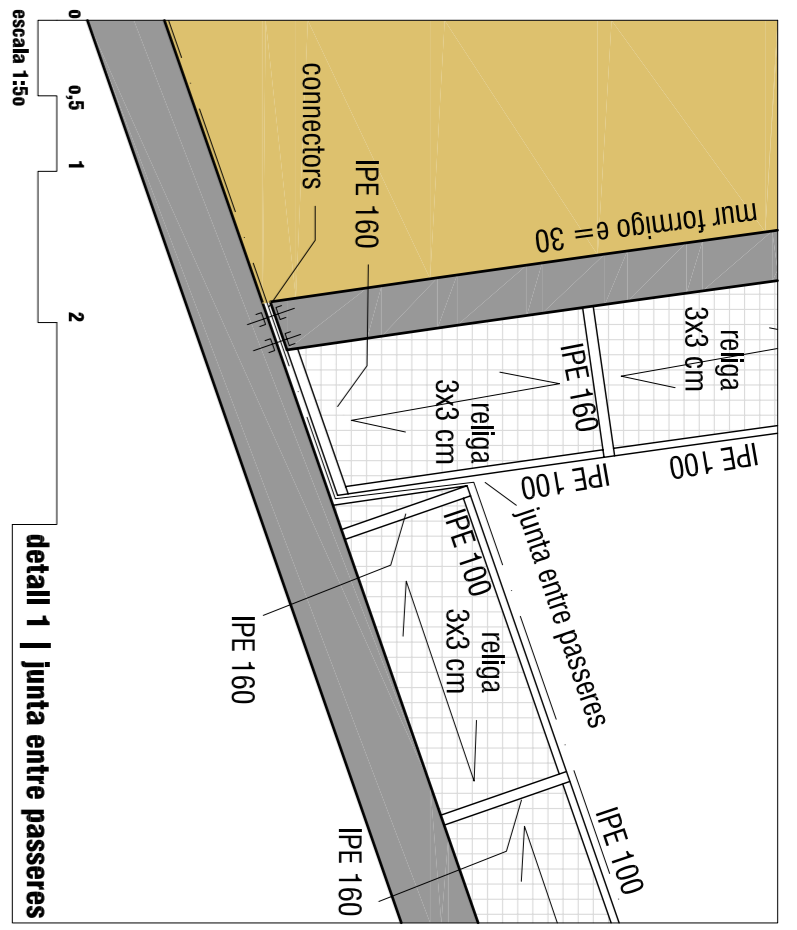 escala 1:50
0
0,5
1
2
detall 1 | junta entre passeres
connectors
IPE 160
mur formigo e= 30
religa
3x3 cm
IPE 160
religa
3x3 cm
IPE 100
IPE 100
junta entre passeres
IPE 100
religa
3x3 cm
IPE 160
IPE 100
IPE 160